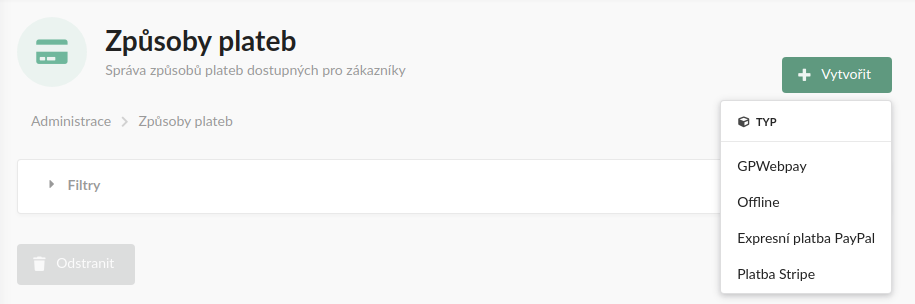 Způsoby plateb
Správa způsobů plateb dostupných pro zákazníky
Vytvořit
Administrace
Způsoby plateb
TYP
GPWebpay
Offline
Expresní platba PayPal
Platba Stripe
Filtry
Odstranit